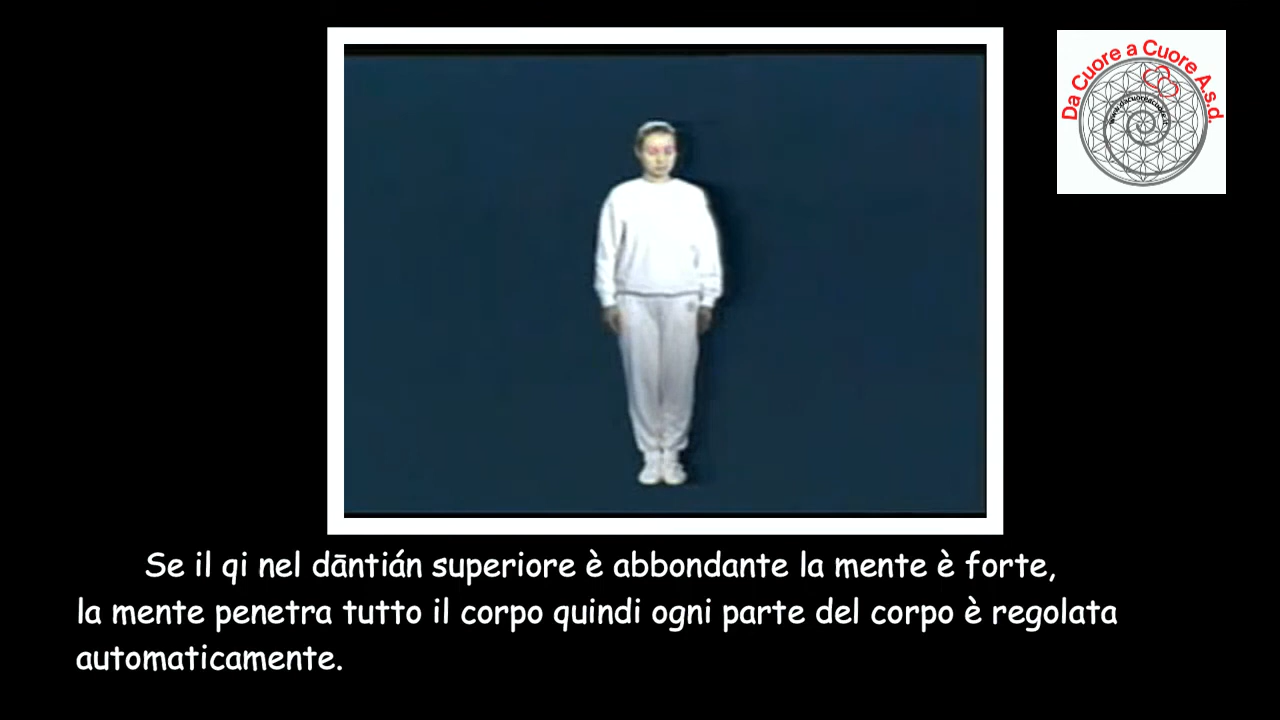 Da Cuore a Cuore A.s.d.
Se il qi nel dāntián superiore è abbondante la mente è forte,
la mente penetra tutto il corpo quindi ogni parte del corpo è regolata
automaticamente.